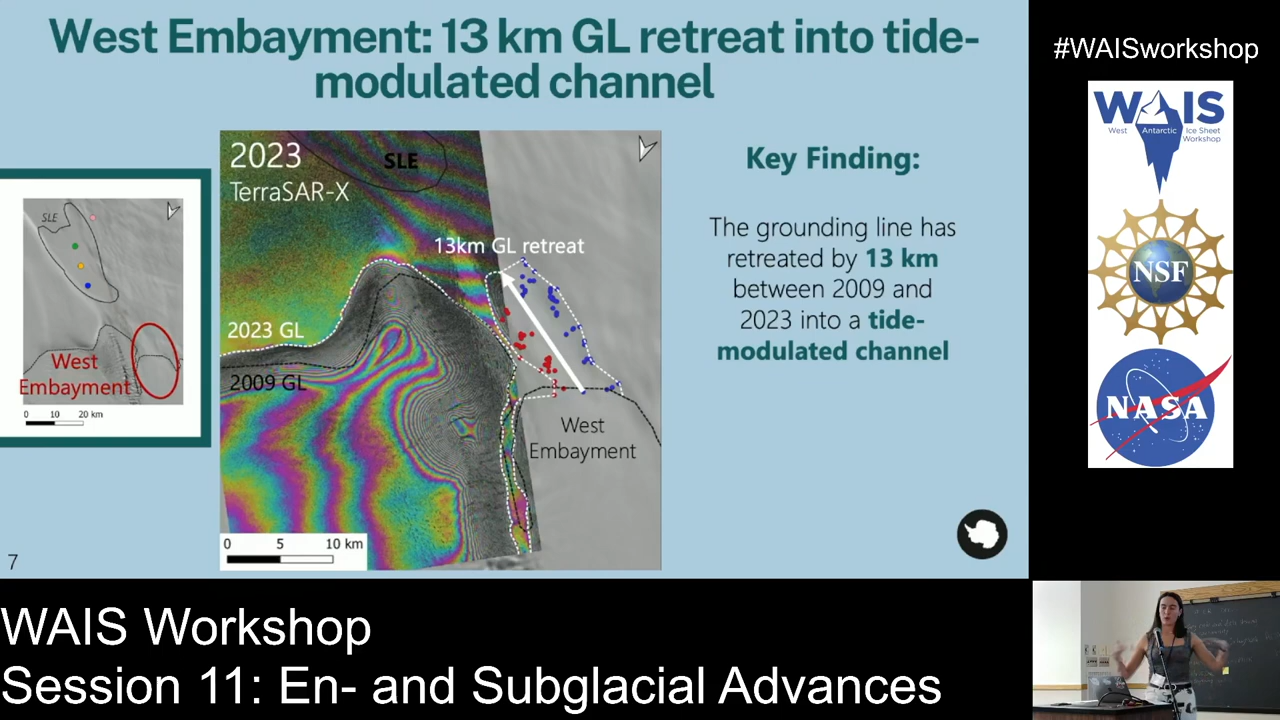 West Embayment: 13 km GL retreat into tide-
modulated channel
SLE
West
Embayment
0 10 20 km
2023
TerraSAR-X
SLE
13km GL retreat
2023 GL
2009 GL
West
Embayment
0 5 10 km
Key Finding:
The grounding line has
retreated by 13 km
between 2009 and
2023 into a tide-
modulated channel
7
#WAISworkshop
WAIS
West Antarctic Ice Sheet
Workshop
NSF
NASA
WAIS Workshop
Session 11: En- and Subglacial Advances